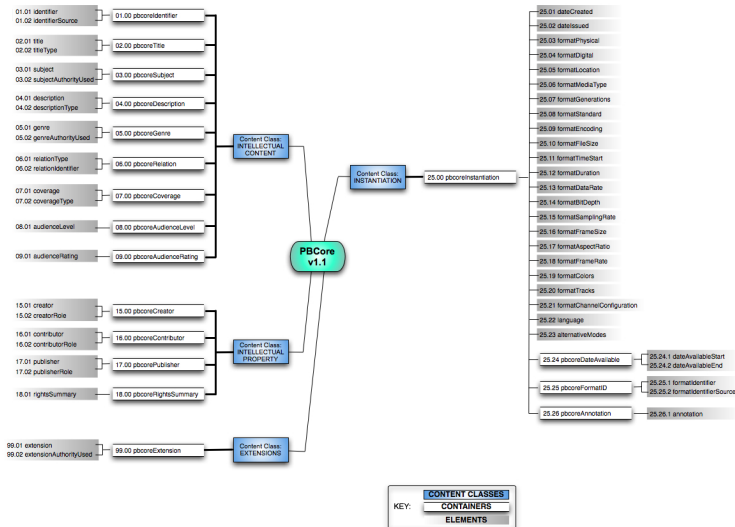 01.01 identifier
01.02 identifierSource
01.00 pbcoreIdentifier
02.01 title
02.02 titleType
02.00 pbcoreTitle
03.01 subject
03.02 subjectAuthorityUsed
03.00 pbcoreSubject
04.01 description
04.02 descriptionType
04.00 pbcoreDescription
05.01 genre
05.02 genreAuthorityUsed
05.00 pbcoreGenre
06.01 relationType
06.02 relationIdentifier
06.00 pbcoreRelation
07.01 coverage
07.02 coverageType
07.00 pbcoreCoverage
08.01 audienceLevel
08.00 pbcoreAudienceLevel
09.01 audienceRating
09.00 pbcoreAudienceRating
Content Class:
INTELLECTUAL
CONTENT
15.01 creator
15.02 creatorRole
15.00 pbcoreCreator
16.01 contributor
16.02 contributorRole
16.00 pbcoreContributor
17.01 publisher
17.02 publisherRole
17.00 pbcorePublisher
18.01 rightsSummary
18.00 pbcoreRightsSummary
Content Class:
INTELLECTUAL
PROPERTY
99.01 extension
99.02 extensionAuthorityUsed
99.00 pbcoreExtension
Content Class:
EXTENSIONS
PBCore
v1.1
Content Class:
INSTANTIATION
25.00 pbcoreInstantiation
25.01 dateCreated
25.02 dateIssued
25.03 formatPhysical
25.04 formatDigital
25.05 formatLocation
25.06 formatMediaType
25.07 formatGenerations
25.08 formatStandard
25.09 formatEncoding
25.10 formatFileSize
25.11 formatTimeStart
25.12 formatDuration
25.13 formatDataRate
25.14 formatBitDepth
25.15 formatSamplingRate
25.16 formatFrameSize
25.17 formatAspectRatio
25.18 formatFrameRate
25.19 formatColors
25.20 formatTracks
25.21 formatChannelConfiguration
25.22 language
25.23 alternativeModes
25.24 pbcoreDateAvailable
25.24.1 dateAvailableStart
25.24.2 dateAvailableEnd
25.25 pbcoreFormatID
25.25.1 formatIdentifier
25.25.2 formatIdentifierSource
25.26 pbcoreAnnotation
25.26.1 annotation
KEY:
CONTENT CLASSES
CONTAINERS
ELEMENTS